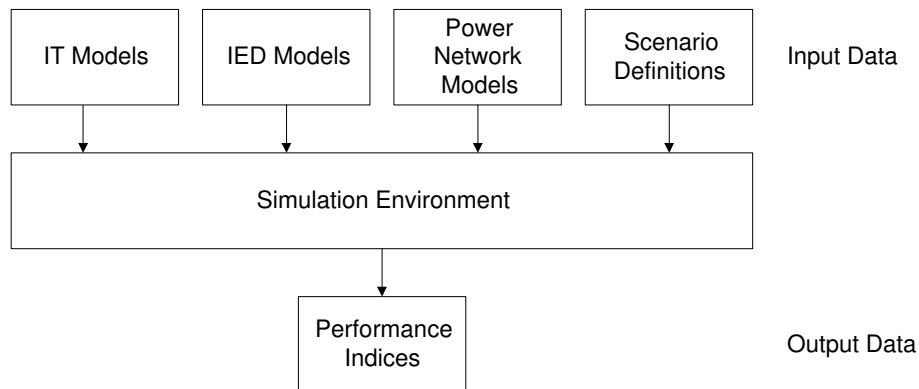 IT Models
IED Models
Power
Network
Models
Scenario
Definitions
Input Data
Simulation Environment
Performance
Indices
Output Data